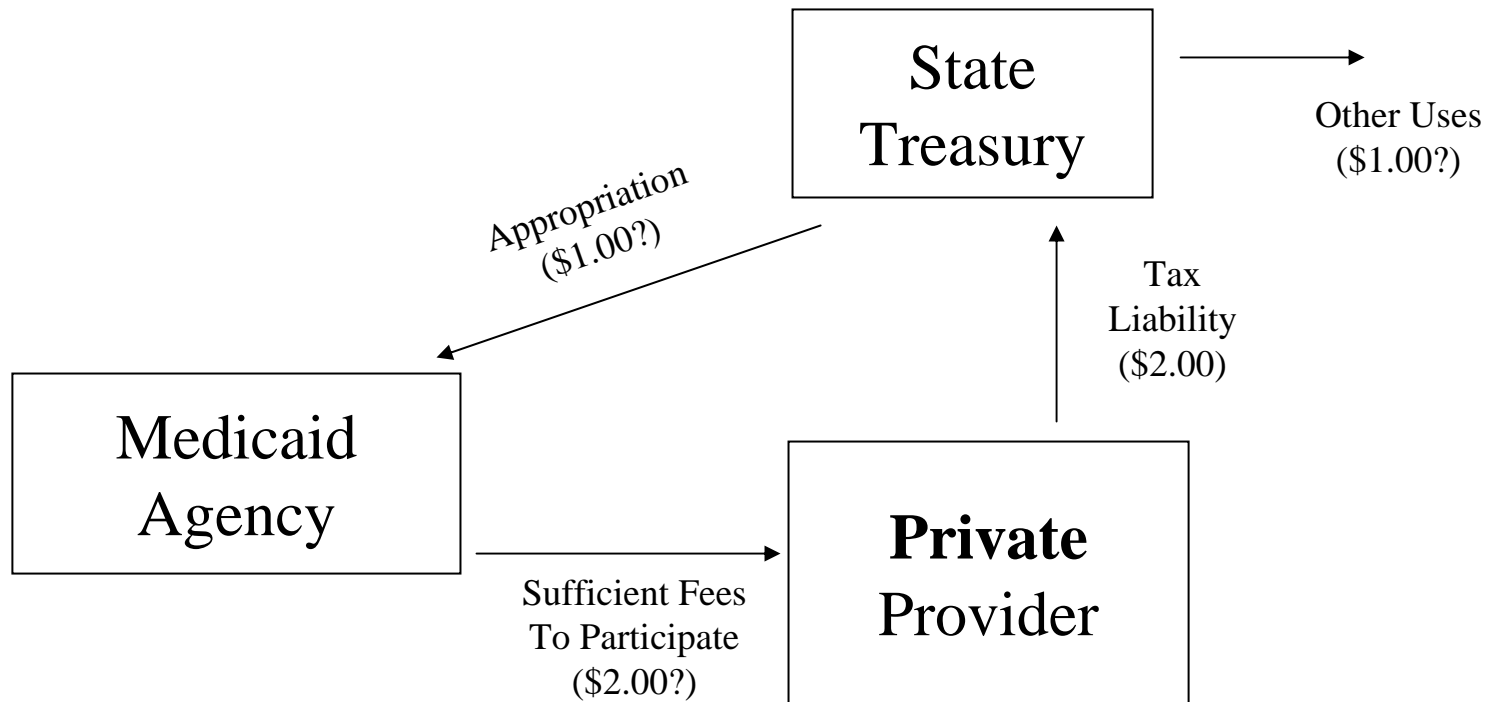 State
Treasury
Other Uses
($1.00?)
Appropriation
($1.00?)
Tax
Liability
($2.00)
Medicaid
Agency
Sufficient Fees
To Participate
($2.00?)
Private
Provider